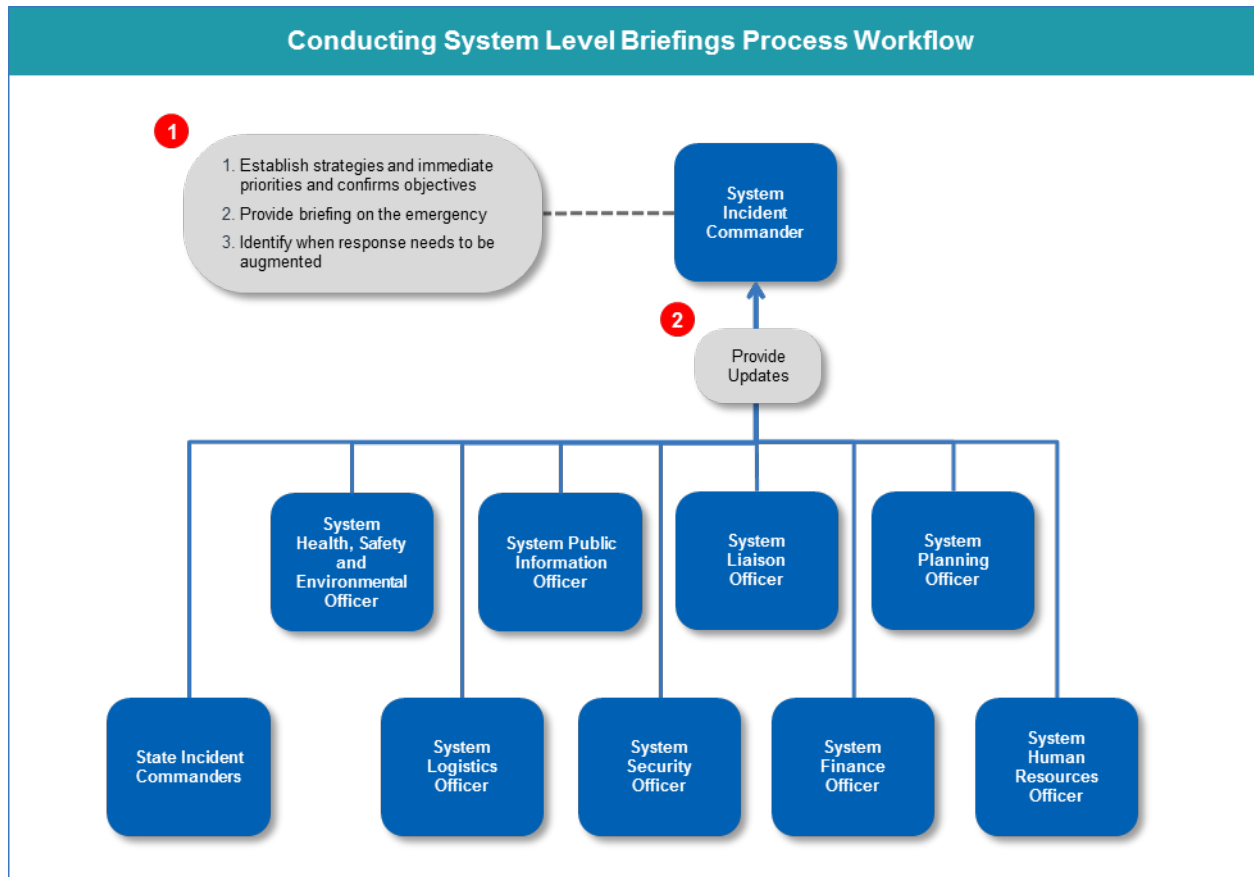 Conducting System Level Briefings Process Workflow
1
1. Establish strategies and immediate
priorities and confirms objectives
2. Provide briefing on the emergency
3. Identify when response needs to be
augmented
System
Incident
Commander
2
Provide
Updates
System
Health, Safety
and
Environmental
Officer
System Public
Information
Officer
System
Liaison
Officer
System
Planning
Officer
State Incident
Commanders
System
Logistics
Officer
System
Security
Officer
System
Finance
Officer
System
Human
Resources
Officer